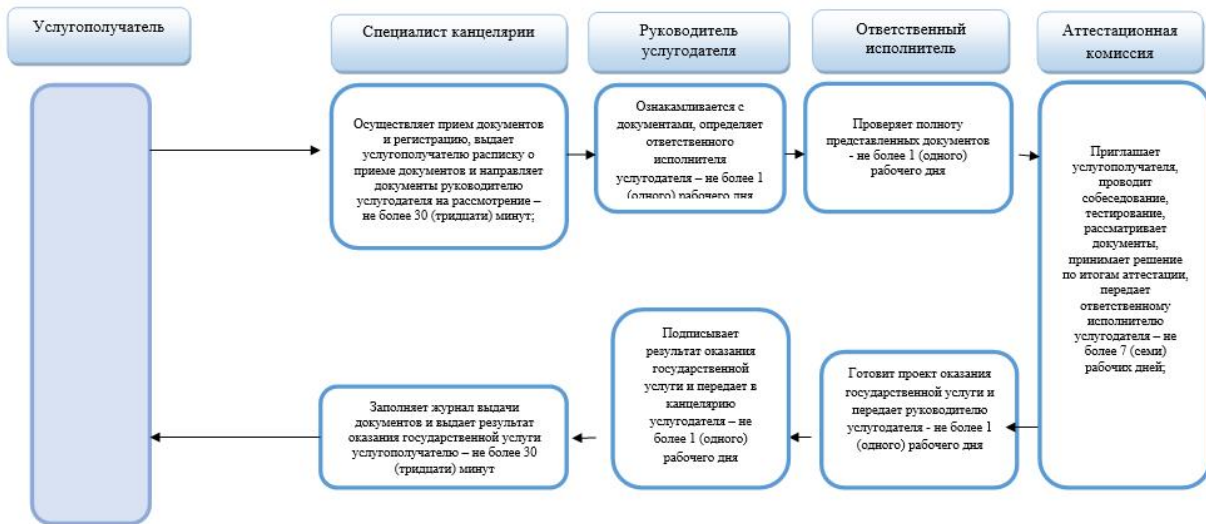 Услугополучатель
Специалист канцелярии
Руководитель
услугодателя
Ответственный
исполнитель
Аттестационная
комиссия
Осуществляет прием документов
и регистрацию, выдает
услугополучателю расписку о
приеме документов и направляет
документы руководителю
услугодателя на рассмотрение –
не более 30 (тридцати) минут;
Ознакамливается с
документами, определяет
ответственного
исполнителя
услугодателя – не более 1
(одного) рабочего дня
Проверяет полноту
представленных документов
- не более 1 (одного)
рабочего дня
Приглашает
услугополучателя,
проводит
собеседование,
тестирование,
рассматривает
документы,
принимает решение
по итогам аттестации,
передает
ответственному
исполнителю
услугодателя – не
более 7 (семи)
рабочих дней;
Готовит проект оказания
государственной услуги и
передает руководителю
услугодателя - не более 1
(одного) рабочего дня
Подписывает
результат оказания
государственной
услуги и передает в
канцелярию
услугодателя – не
более 1 (одного)
рабочего дня
Заполняет журнал выдачи
документов и выдает результат
оказания государственной услуги
услугополучателю – не более 30
(тридцати) минут